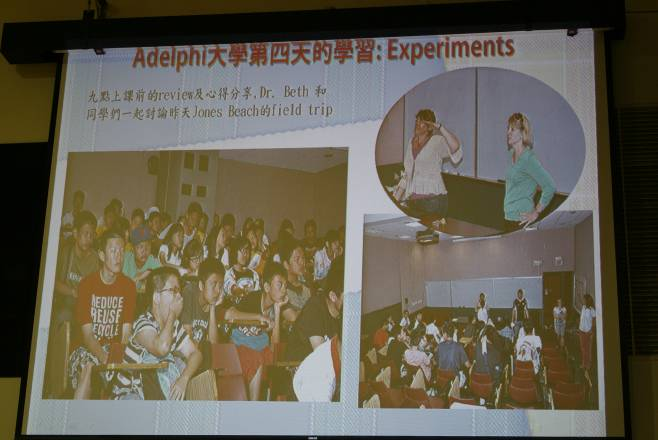 Adelphi大學第四天的學習: Experiments
九點上課前的review及心得分享,Dr. Beth 和
同學們一起討論昨天Jones Beach的field trip
REDUCE
REUSE
RECYCLE